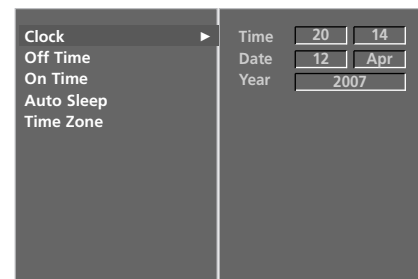 Clock ►
Off Time
On Time
Auto Sleep
Time Zone
Time 20 14
Date 12 Apr
Year 2007